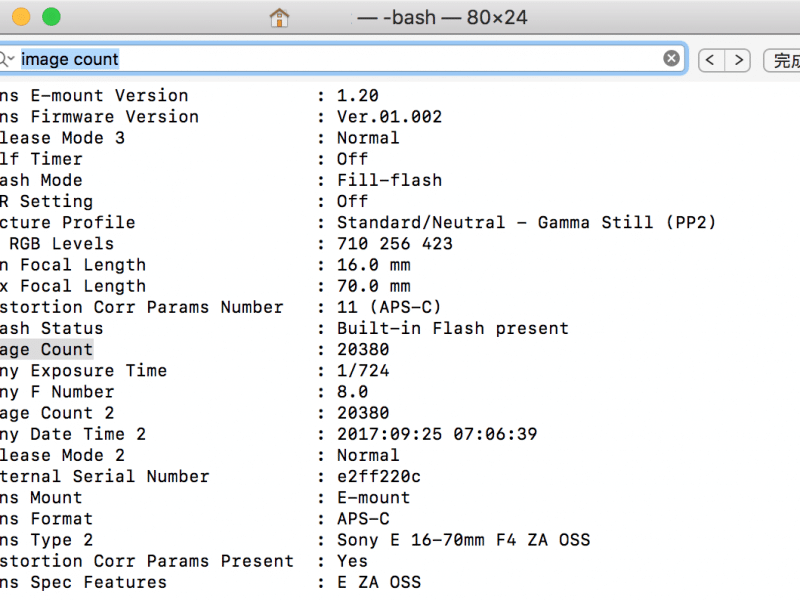 — -bash — 80×24
image count
完成
ns E-mount Version : 1.20
ns Firmware Version : Ver.01.002
lease Mode 3 : Normal
lf Timer : Off
ash Mode : Fill-flash
R Setting : Off
cture Profile : Standard/Neutral - Gamma Still (PP2)
RGB Levels : 710 256 423
n Focal Length : 16.0 mm
x Focal Length : 70.0 mm
stortion Corr Params Number : 11 (APS-C)
ash Status : Built-in Flash present
age Count : 20380
ny Exposure Time : 1/724
ny F Number : 8.0
age Count 2 : 20380
ny Date Time 2 : 2017:09:25 07:06:39
lease Mode 2 : Normal
ternal Serial Number : e2ff220c
ns Mount : E-mount
ns Format : APS-C
ns Type 2 : Sony E 16-70mm F4 ZA OSS
stortion Corr Params Present : Yes
ns Spec Features : E ZA OSS